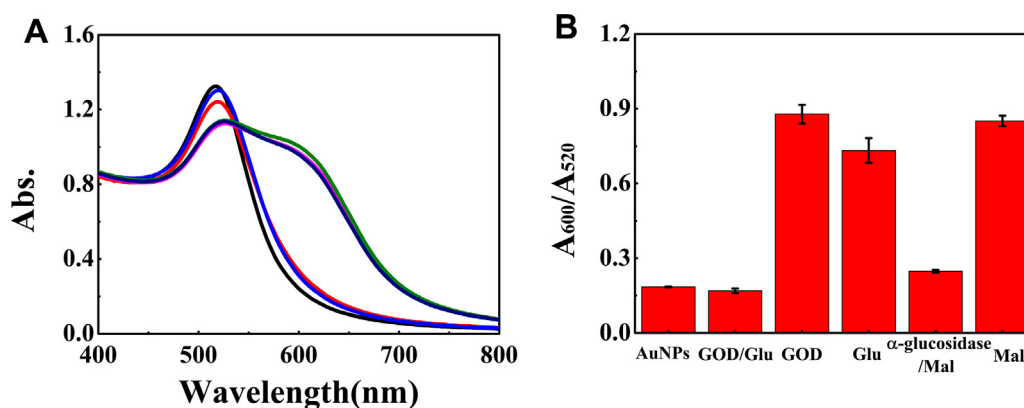 A
1.6
1.2
0.8
0.4
0.0
Abs.
400 500 600 700 800
Wavelength(nm)
B
1.2
0.9
0.6
0.3
0.0
A600/A520
AuNPs GOD/Glu GOD Glu α-glucosidase Mal
/Mal